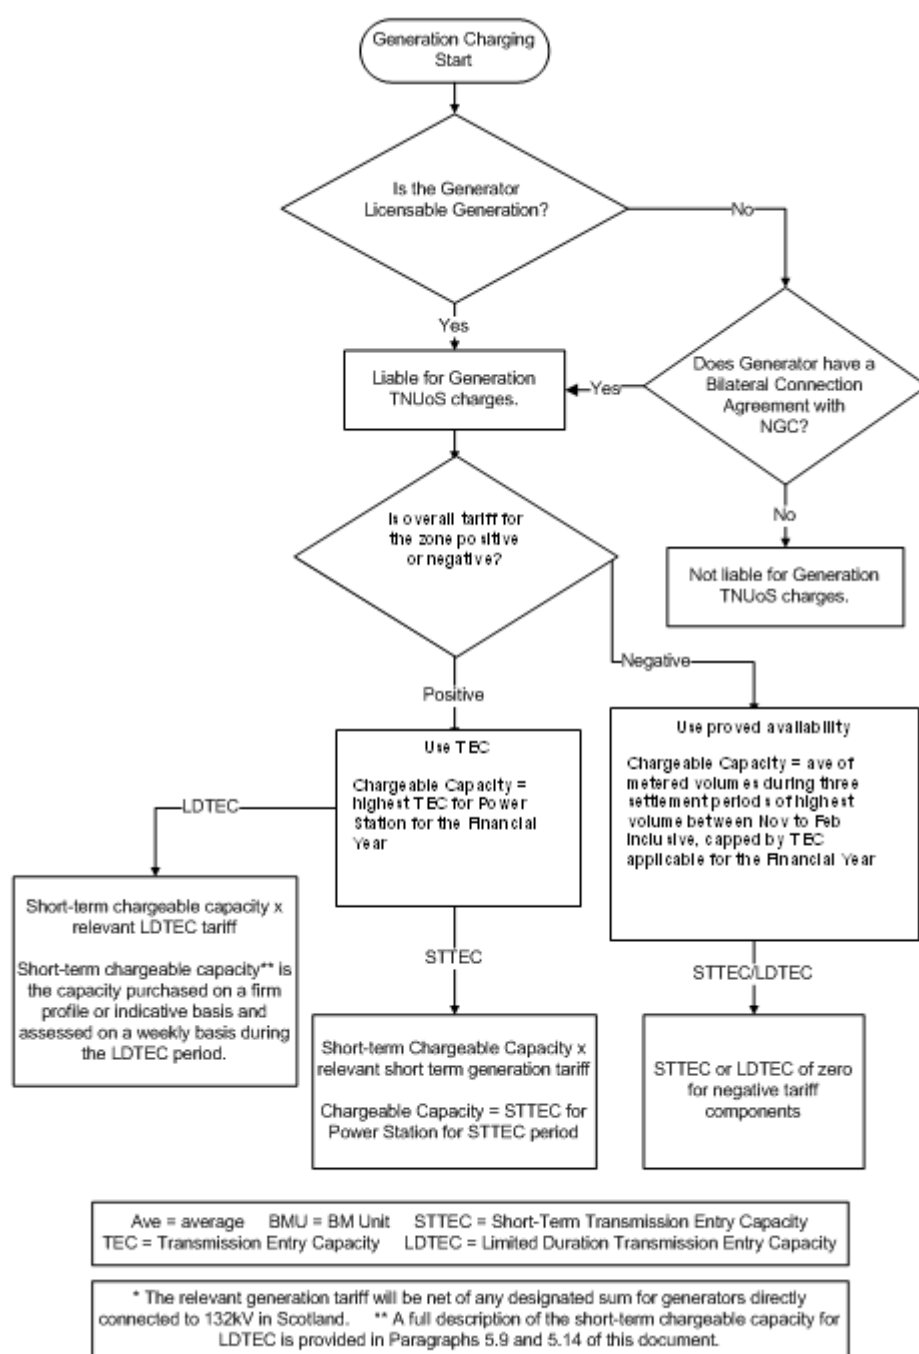 Generation Charging
Start
Is the Generator
Licensable Generation?
No
Yes
Does Generator have a
Bilateral Connection
Agreement with
NGC?
Yes
Liable for Generation
TNUoS charges.
No
Not liable for Generation
TNUoS charges.
Is overall tariff for
the zone positive
or negative?
Negative
Positive
Use TEC
Chargeable Capacity =
highest TEC for Power
Station for the Financial
Year
Use proved availability
Chargeable Capacity = ave of
metered volumes during three
settlement periods of highest
volume between Nov to Feb
inclusive, capped by TEC
applicable for the Financial Year
LDTEC
Short-term chargeable capacity x
relevant LDTEC tariff
Short-term chargeable capacity** is
the capacity purchased on a firm
profile or indicative basis and
assessed on a weekly basis during
the LDTEC period.
STTEC
Short-term Chargeable Capacity x
relevant short term generation tariff
Chargeable Capacity = STTEC for
Power Station for STTEC period
STTEC/LDTEC
STTEC or LDTEC of zero
for negative tariff
components
Ave = average BMU = BM Unit STTEC = Short-Term Transmission Entry Capacity
TEC = Transmission Entry Capacity LDTEC = Limited Duration Transmission Entry Capacity
* The relevant generation tariff will be net of any designated sum for generators directly
connected to 132kV in Scotland. ** A full description of the short-term chargeable capacity for
LDTEC is provided in Paragraphs 5.9 and 5.14 of this document.